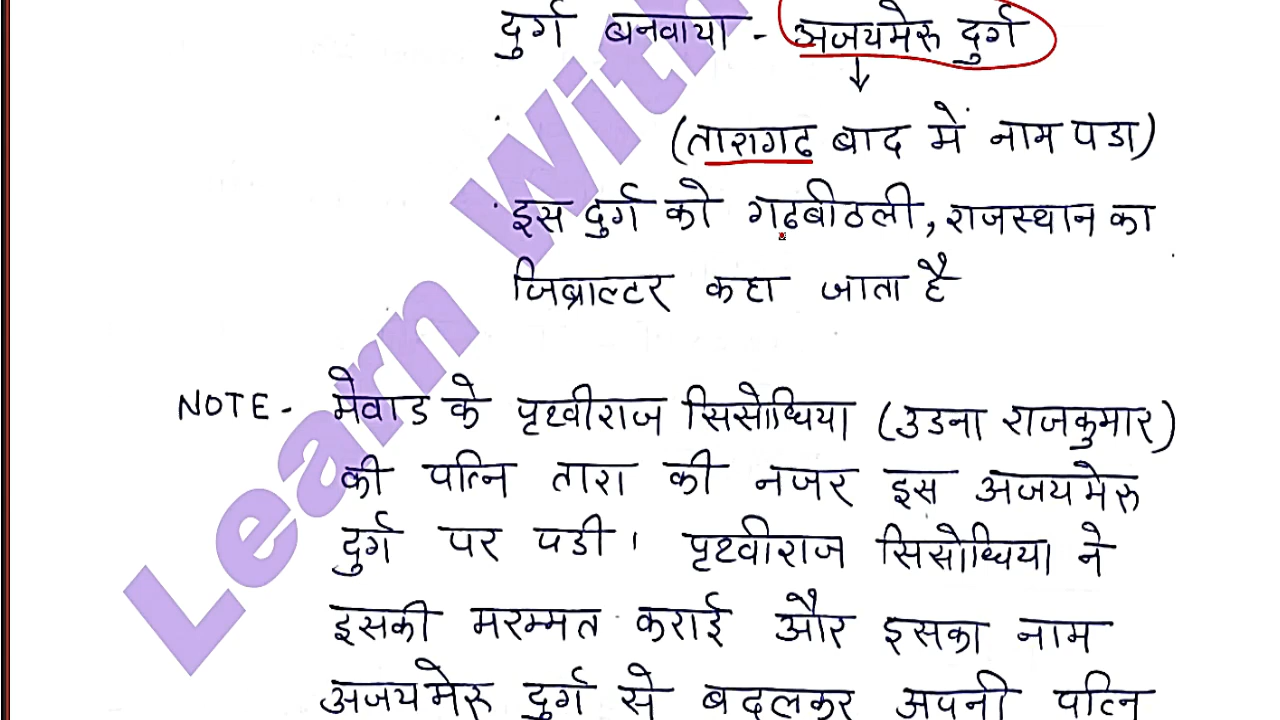 दुर्ग बनवाया - अजयमेरू दुर्ग
(तारागढ बाद में नाम पडा)
इस दुर्ग को गढबीठली, राजस्थान का
जिब्राल्टर कहा जाता है
NOTE - मेवाड के पृथ्वीराज सिसोधिया (उडना राजकुमार)
की पत्नि तारा की नजर इस अजयमेरू
दुर्ग पर पडी । पृथ्वीराज सिसोधिया ने
इसकी मरम्मत कराई और इसका नाम
अजयमेरू दुर्ग से बदलकर अपनी पत्नि
Learn With